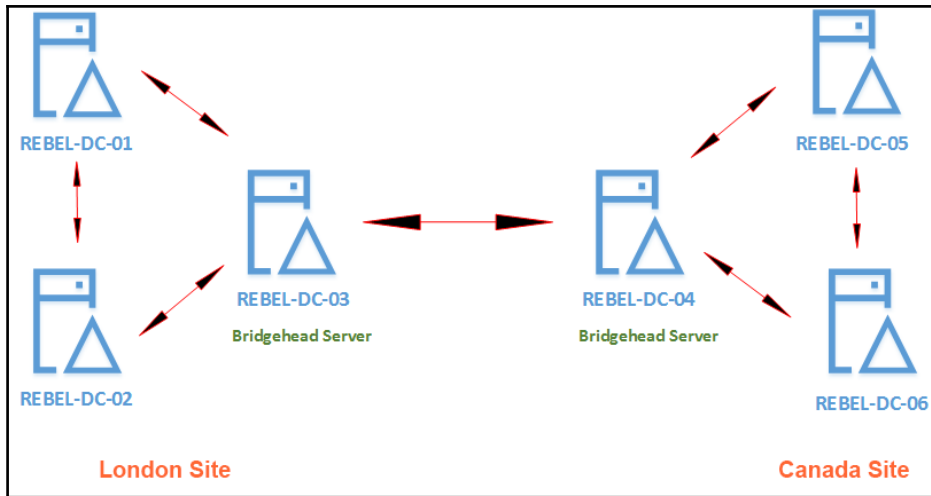 REBEL-DC-01
REBEL-DC-05
REBEL-DC-03
Bridgehead Server
REBEL-DC-04
Bridgehead Server
REBEL-DC-02
REBEL-DC-06
London Site
Canada Site